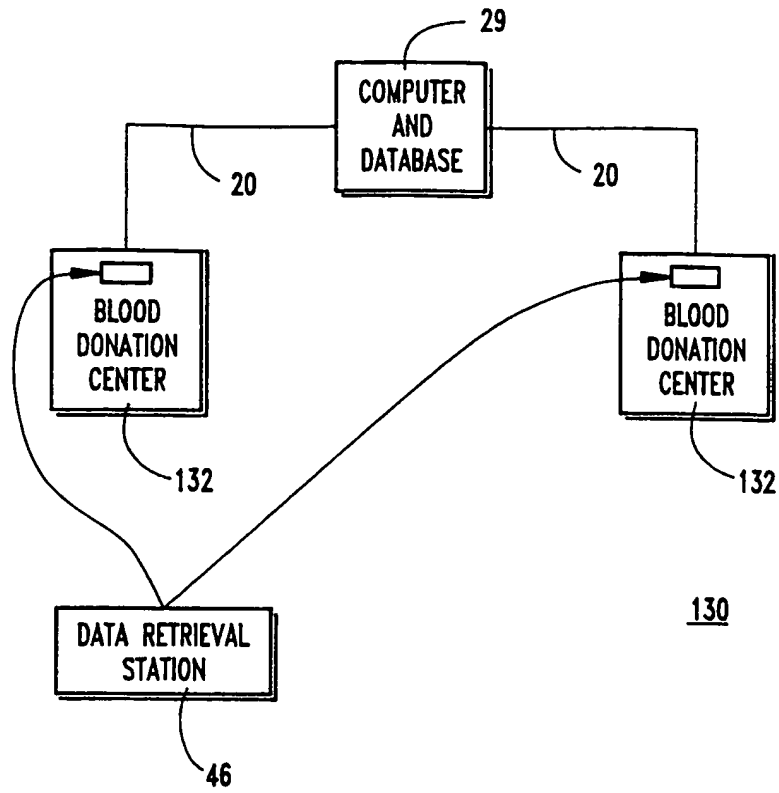 29
COMPUTER
AND
DATABASE
20
20
BLOOD
DONATION
CENTER
BLOOD
DONATION
CENTER
132
132
130
DATA RETRIEVAL
STATION
46